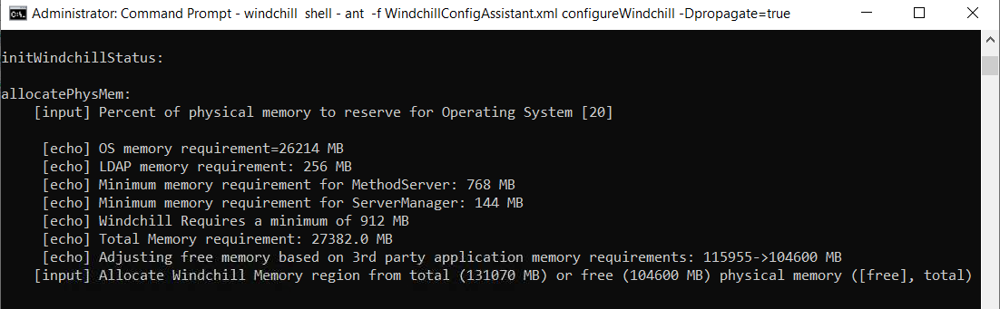 Administrator: Command Prompt - windchill  shell - ant  -f WindchillConfigAssistant.xml configureWindchill -Dpropagate=true
initWindchillStatus:
allocatePhysMem:
[input] Percent of physical memory to reserve for Operating System [20]
[echo] OS memory requirement=26214 MB
[echo] LDAP memory requirement: 256 MB
[echo] Minimum memory requirement for MethodServer: 768 MB
[echo] Minimum memory requirement for ServerManager: 144 MB
[echo] Windchill Requires a minimum of 912 MB
[echo] Total Memory requirement: 27382.0 MB
[echo] Adjusting free memory based on 3rd party application memory requirements: 115955->104600 MB
[input] Allocate Windchill Memory region from total (131070 MB) or free (104600 MB) physical memory ([free], total)